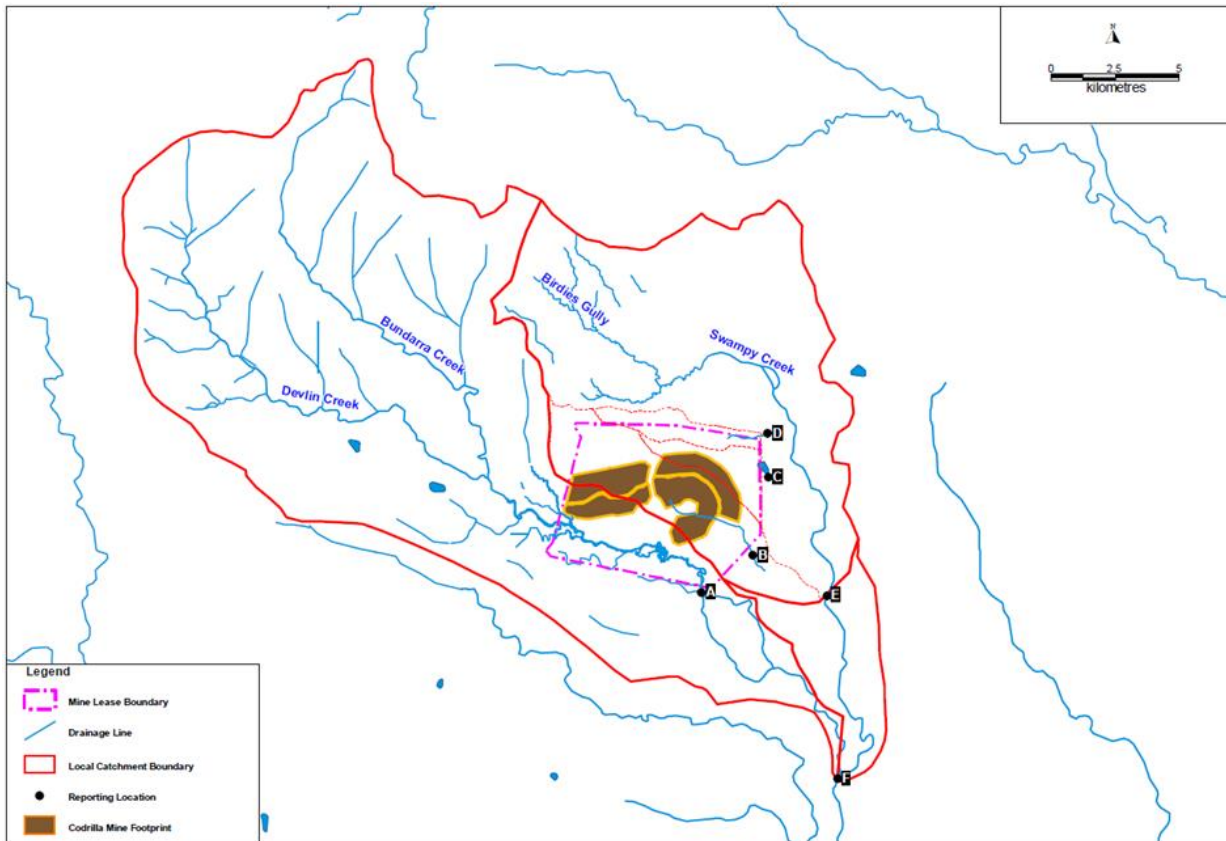 N
0 2.5 5
kilometres
Birdies Gully
Swampy Creek
Bundarra Creek
Devlin Creek
D
C
B
A
E
F
Legend
Mine Lease Boundary
Drainage Line
Local Catchment Boundary
Reporting Location
Codrilla Mine Footprint